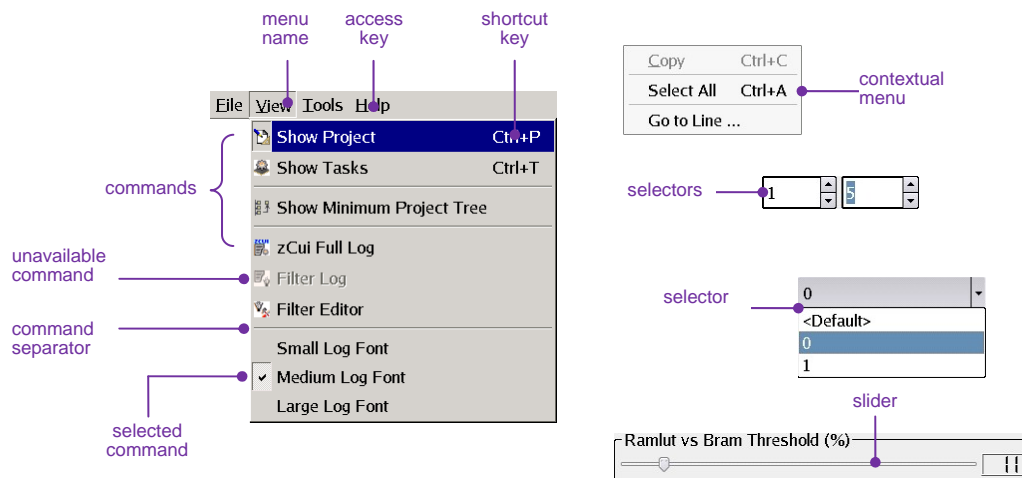 menu
name
access
key
shortcut
key
File View Tools Help
Show Project Ctrl+P
Show Tasks Ctrl+T
Show Minimum Project Tree
zCui Full Log
Filter Log
Filter Editor
Small Log Font
Medium Log Font
Large Log Font
commands
unavailable
command
command
separator
selected
command
Copy Ctrl+C
Select All Ctrl+A
Go to Line ...
contextual
menu
selectors
1 5
selector
0
<Default>
0
1
slider
Ramlut vs Bram Threshold (%)
11